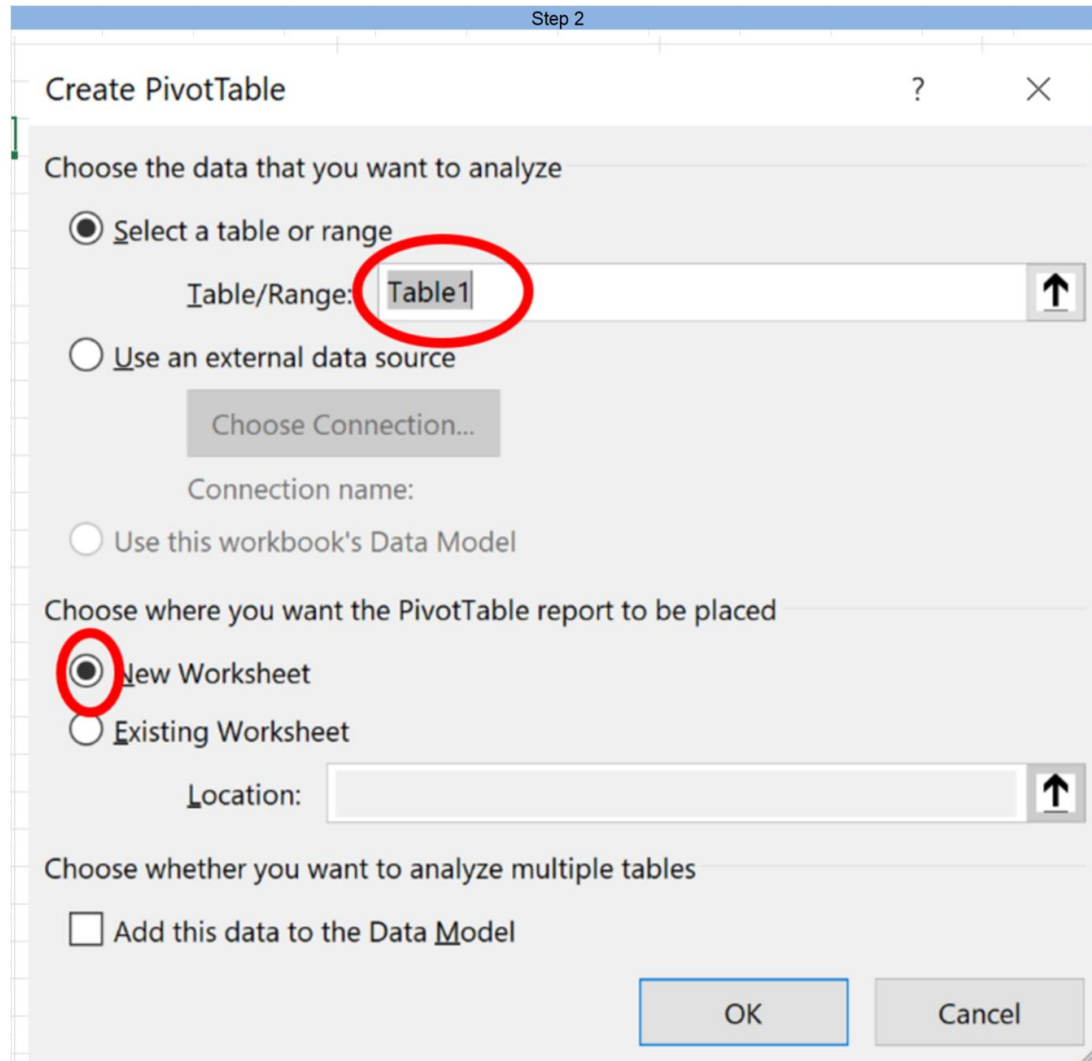 Step 2
Create PivotTable ?
Choose the data that you want to analyze
Select a table or range
Table/Range: Table1
Use an external data source
Choose Connection...
Connection name:
Use this workbook's Data Model
Choose where you want the PivotTable report to be placed
New Worksheet
Existing Worksheet
Location:
Choose whether you want to analyze multiple tables
Add this data to the Data Model
OK Cancel